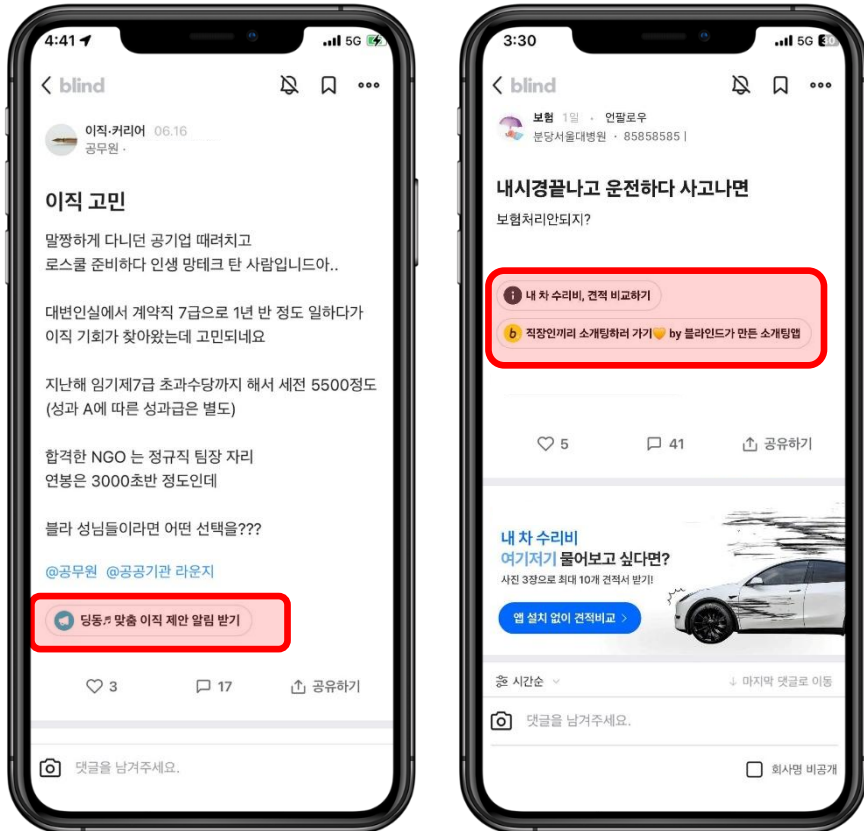 4:41
5G
blind
이직·커리어 06.16
공무원 ·
이직 고민
말짱하게 다니던 공기업 때려치고
로스쿨 준비하다 인생 망테크 탄 사람입니드아..
대변인실에서 계약직 7급으로 1년 반 정도 일하다가
이직 기회가 찾아왔는데 고민되네요
지난해 임기제7급 초과수당까지 해서 세전 5500정도
(성과 A에 따른 성과급은 별도)
합격한 NGO 는 정규직 팀장 자리
연봉은 3000초반 정도인데
블라 성님들이라면 어떤 선택을???
@공무원 @공공기관 라운지
딩동♬ 맞춤 이직 제안 알림 받기
3 17 공유하기
댓글을 남겨주세요.
3:30
5G 30
blind
보험 1일 · 언팔로우
분당서울대병원 · 85858585 |
내시경끝나고 운전하다 사고나면
보험처리안되지?
내 차 수리비, 견적 비교하기
b 직장인끼리 소개팅하러 가기🧡 by 블라인드가 만든 소개팅앱
5 41 공유하기
내 차 수리비
여기저기 물어보고 싶다면?
사진 3장으로 최대 10개 견적서 받기!
앱 설치 없이 견적비교 >
시간순
↓ 마지막 댓글로 이동
댓글을 남겨주세요.
회사명 비공개